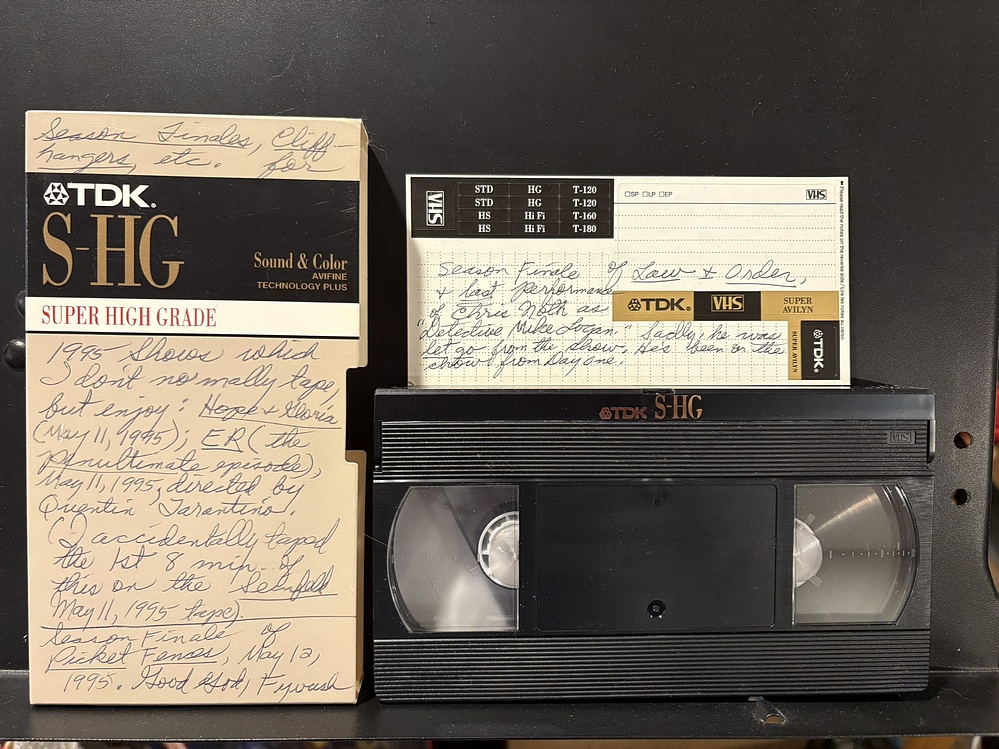 Season Finales, Cliff-
hangers, etc. for
TDK.
S-HG
Sound & Color
AVIFINE
TECHNOLOGY PLUS
SUPER HIGH GRADE
1995 Shows which
I don't normally tape,
but enjoy: Hope & Gloria
(May 11, 1995); ER (the
penultimate episode),
May 11, 1995, directed by
Quentin Tarantino.
(I accidentally taped
the 1st 8 min. of
this on the Seinfeld
May 11, 1995 tape).
Season Finale of
Picket Fences, May 12,
1995. Good God,
VHS
STD HG T-120
STD HG T-120
HS Hi Fi T-160
HS Hi Fi T-180
SP LP EP
VHS
Season Finale of Law & Order,
& last Performance
of Chris Noth as
"Detective Mike Logan." Sadly, he was
let go from the show. He's been on the
show from Day one.
TDK. VHS SUPER
AVILYN
TDK.
SUPER AVILYN
TDK S-HG
VHS